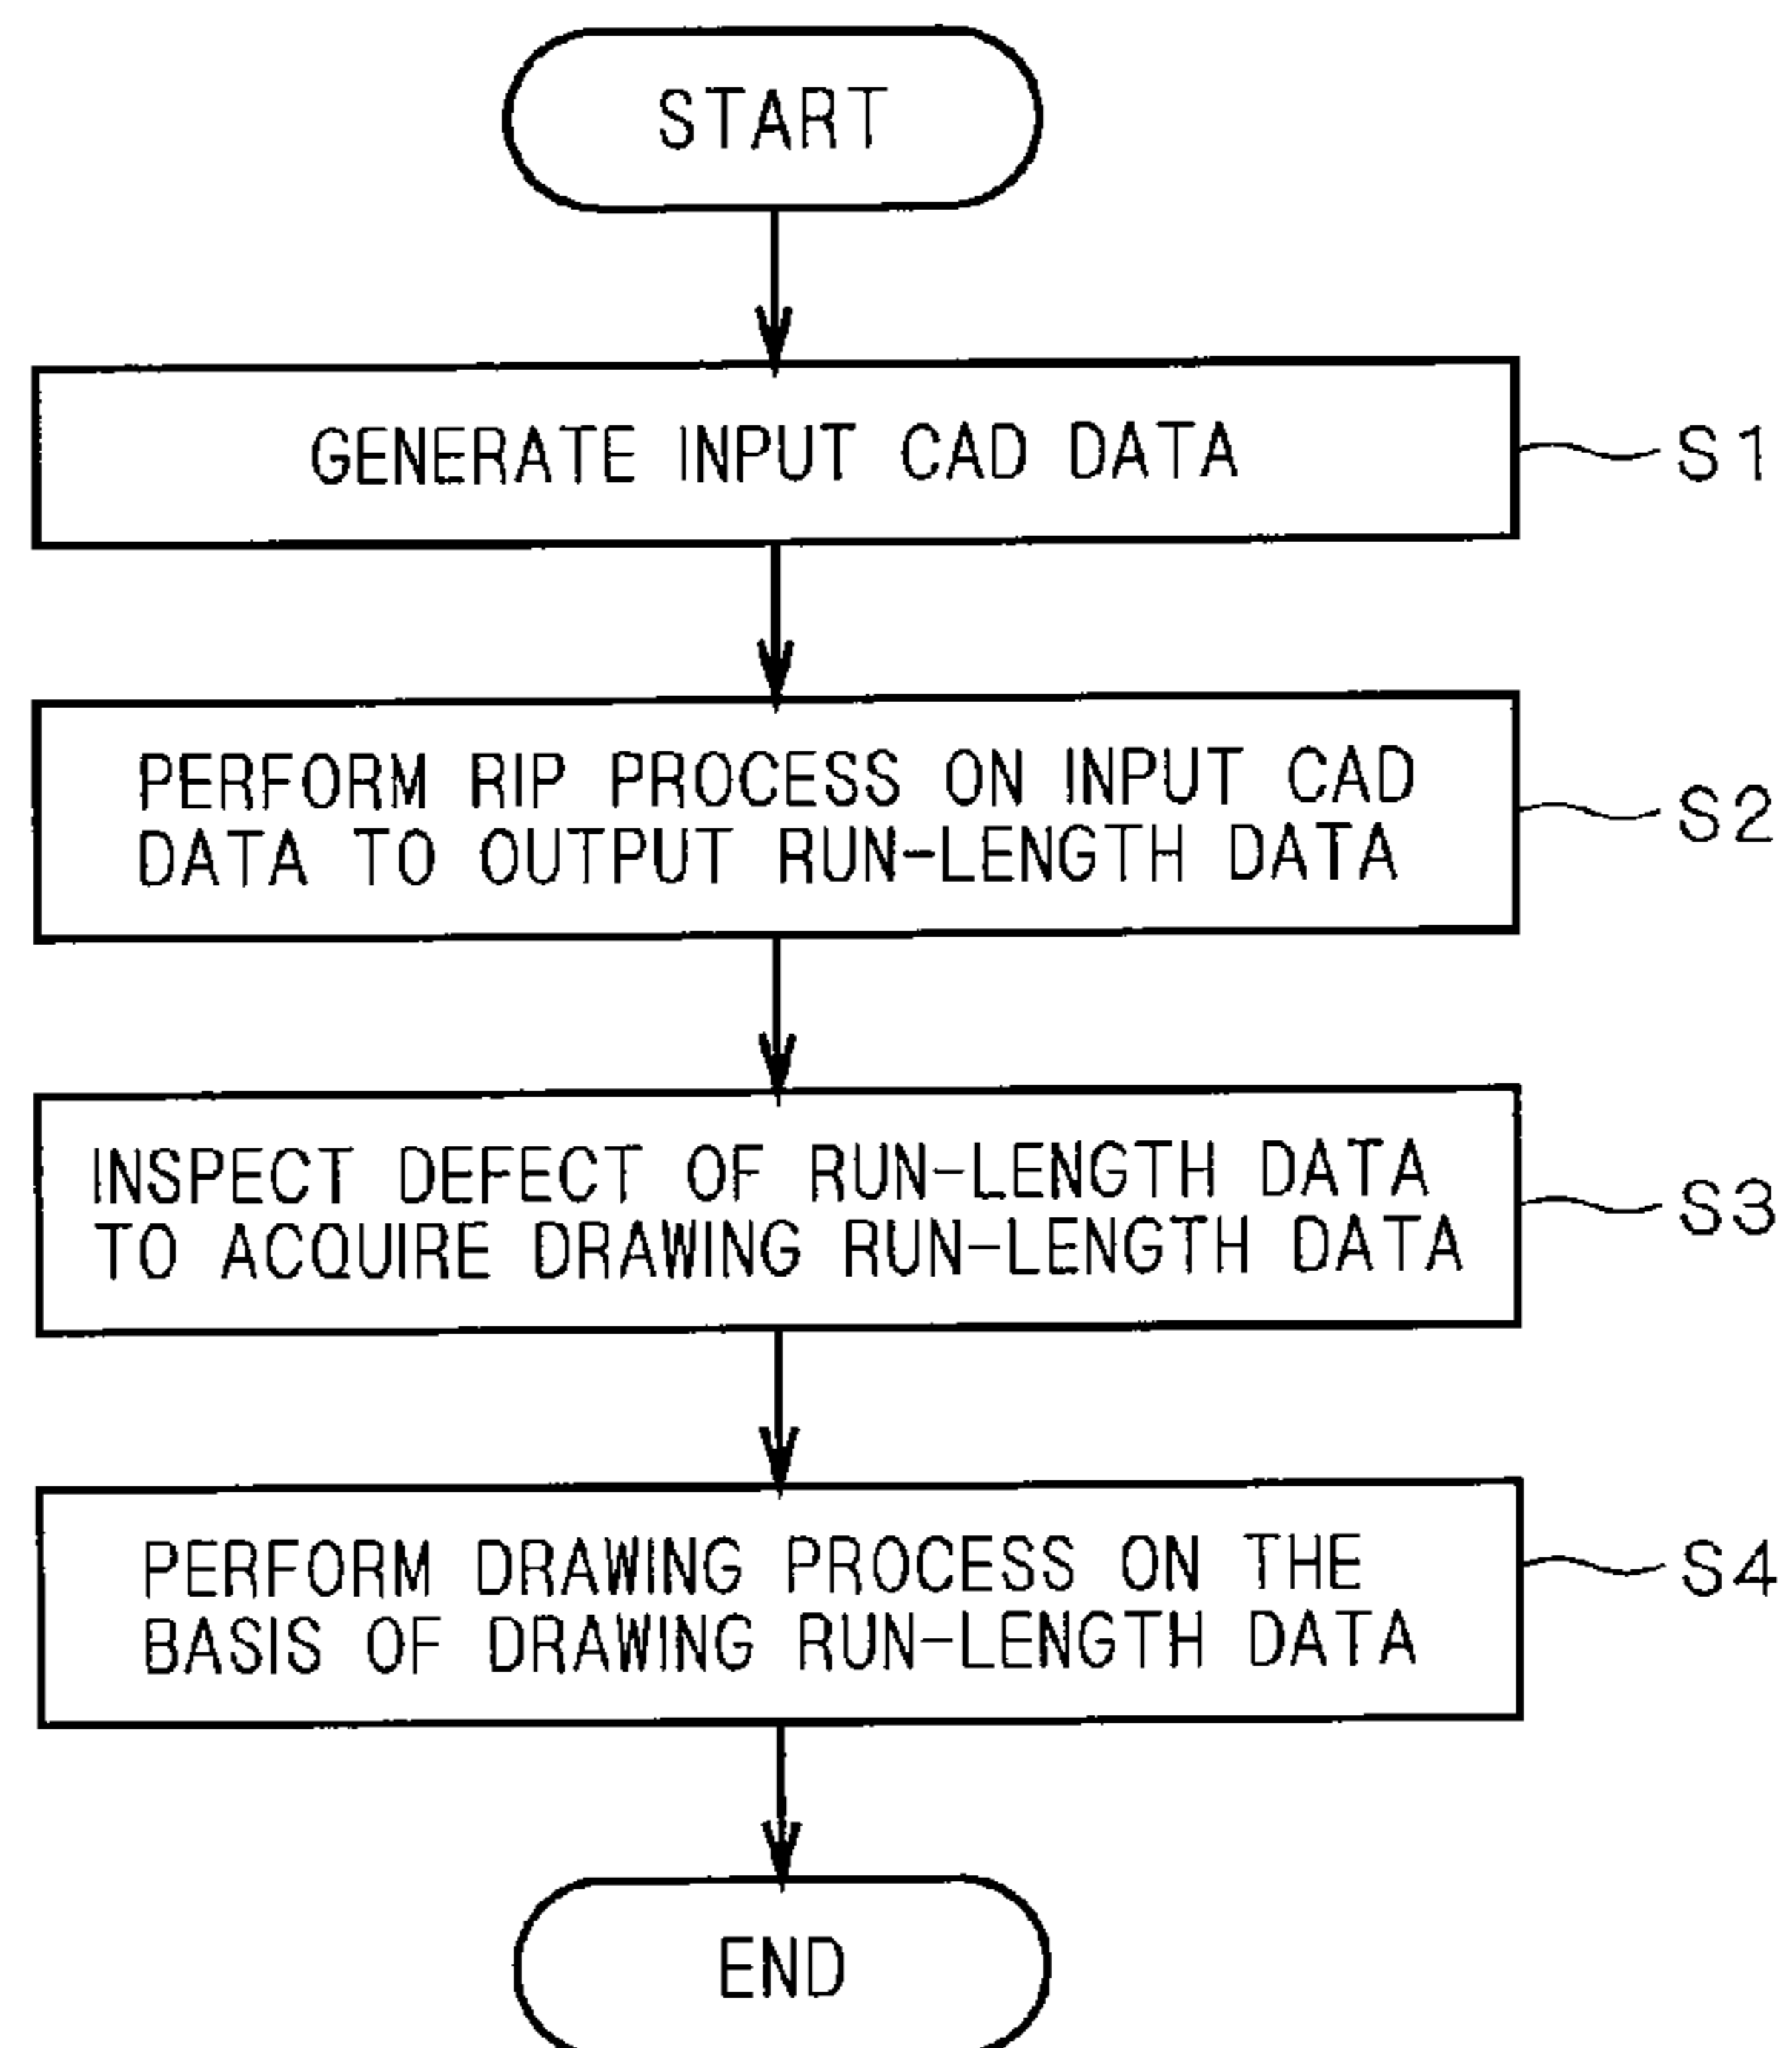 START
GENERATE INPUT CAD DATA
S1
PERFORM RIP PROCESS ON INPUT CAD
DATA TO OUTPUT RUN-LENGTH DATA
S2
INSPECT DEFECT OF RUN-LENGTH DATA
TO ACQUIRE DRAWING RUN-LENGTH DATA
S3
PERFORM DRAWING PROCESS ON THE
BASIS OF DRAWING RUN-LENGTH DATA
S4
END